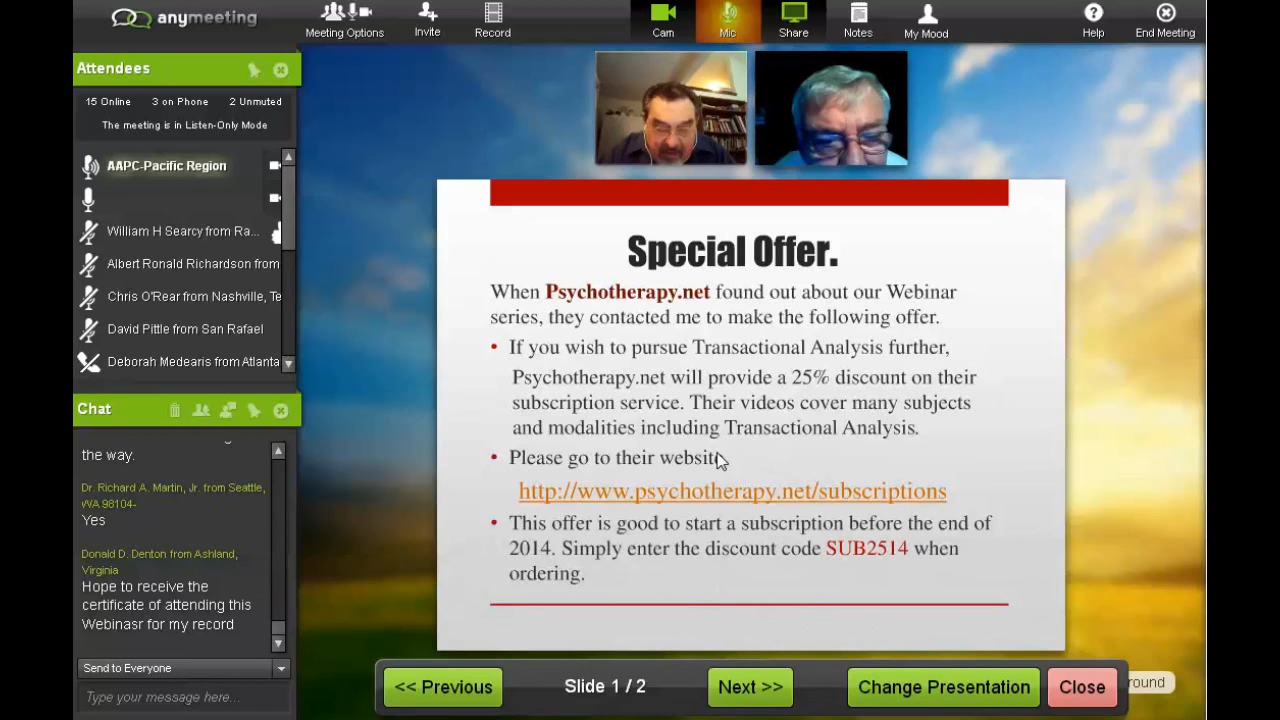 anymeeting
Meeting Options
Invite
Record
Cam
Mic
Share
Notes
My Mood
Help
End Meeting
Attendees
15 Online 3 on Phone 2 Unmuted
The meeting is in Listen-Only Mode
AAPC-Pacific Region
William H Searcy from Ra...
Albert Ronald Richardson from
Chris O'Rear from Nashville, Te
David Pittle from San Rafael
Deborah Medearis from Atlanta
Chat
the way.
Dr. Richard A. Martin, Jr. from Seattle,
WA 98104-
Yes
Donald D. Denton from Ashland,
Virginia
Hope to receive the
certificate of attending this
Webinasr for my record
Send to Everyone
Type your message here...
Special Offer.
When Psychotherapy.net found out about our Webinar
series, they contacted me to make the following offer.
• If you wish to pursue Transactional Analysis further,
Psychotherapy.net will provide a 25% discount on their
subscription service. Their videos cover many subjects
and modalities including Transactional Analysis.
• Please go to their website
http://www.psychotherapy.net/subscriptions
• This offer is good to start a subscription before the end of
2014. Simply enter the discount code SUB2514 when
ordering.
<< Previous
Slide 1 / 2
Next >>
Change Presentation
Close
round